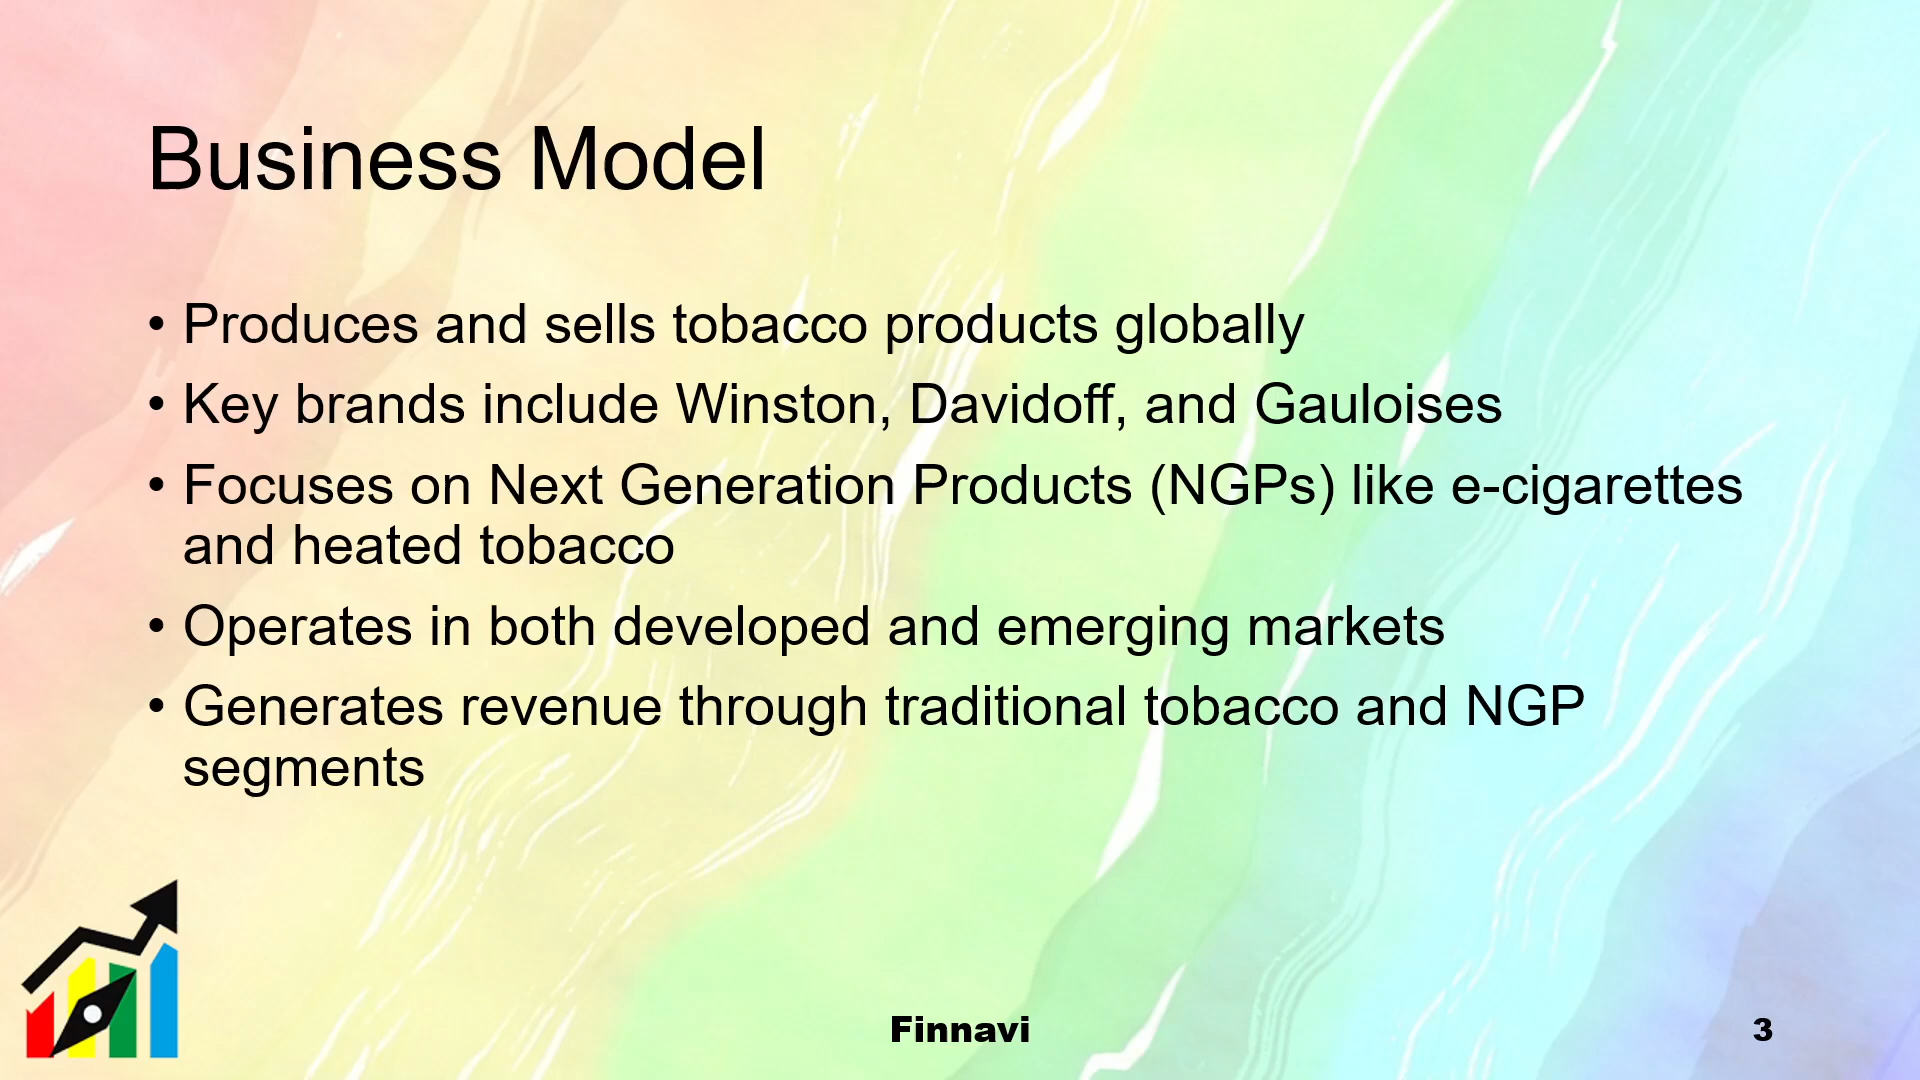 Business Model
• Produces and sells tobacco products globally
• Key brands include Winston, Davidoff, and Gauloises
• Focuses on Next Generation Products (NGPs) like e-cigarettes
and heated tobacco
• Operates in both developed and emerging markets
• Generates revenue through traditional tobacco and NGP
segments
Finnavi
3